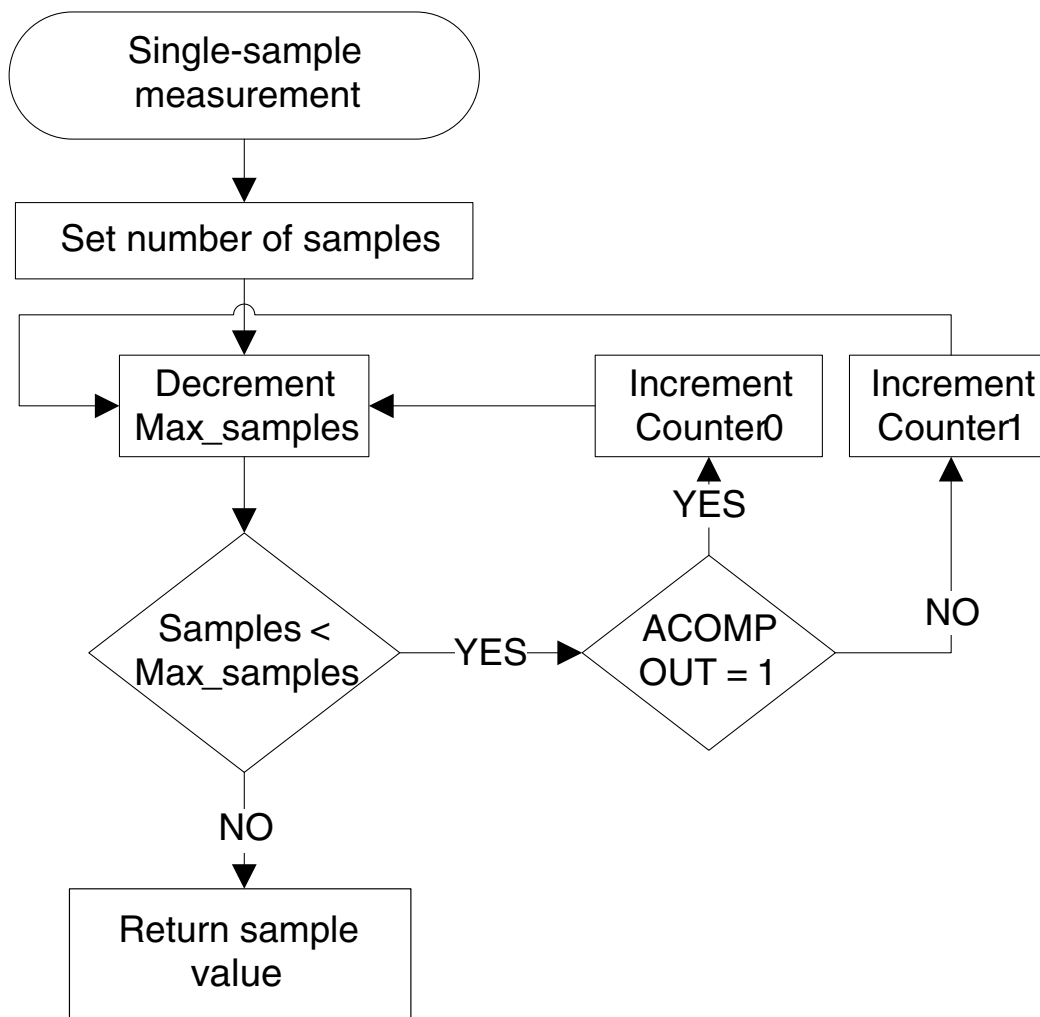 Single-sample
measurement
Set number of samples
Decrement
Max_samples
Increment
Counter0
Increment
Counter1
YES
Samples <
Max_samples
YES
ACOMP
OUT = 1
NO
NO
Return sample
value